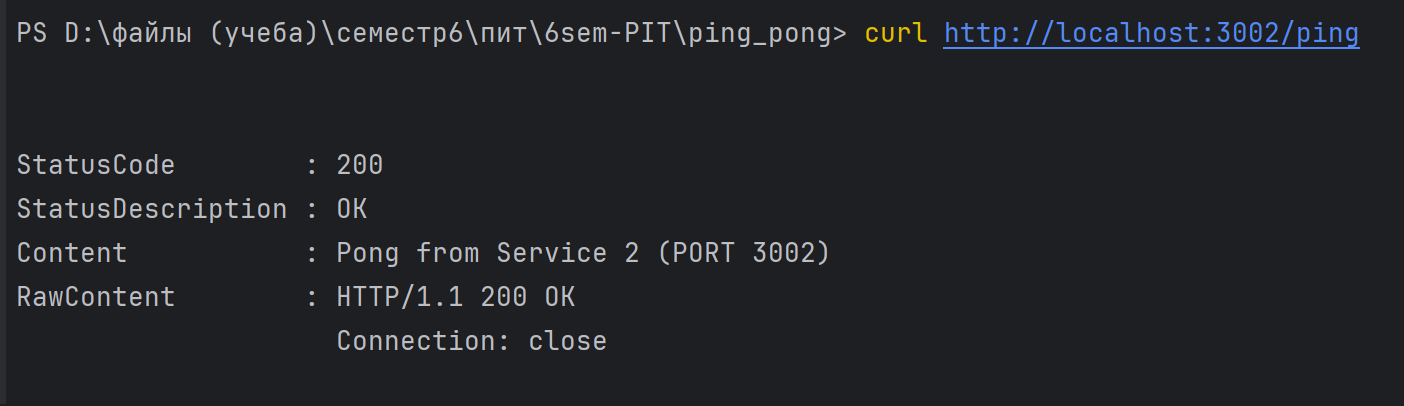 PS D:\файлы (учеба)\семестр6\пит\6sem-PIT\ping_pong> curl http://localhost:3002/ping
StatusCode        : 200
StatusDescription : OK
Content           : Pong from Service 2 (PORT 3002)
RawContent        : HTTP/1.1 200 OK
                    Connection: close